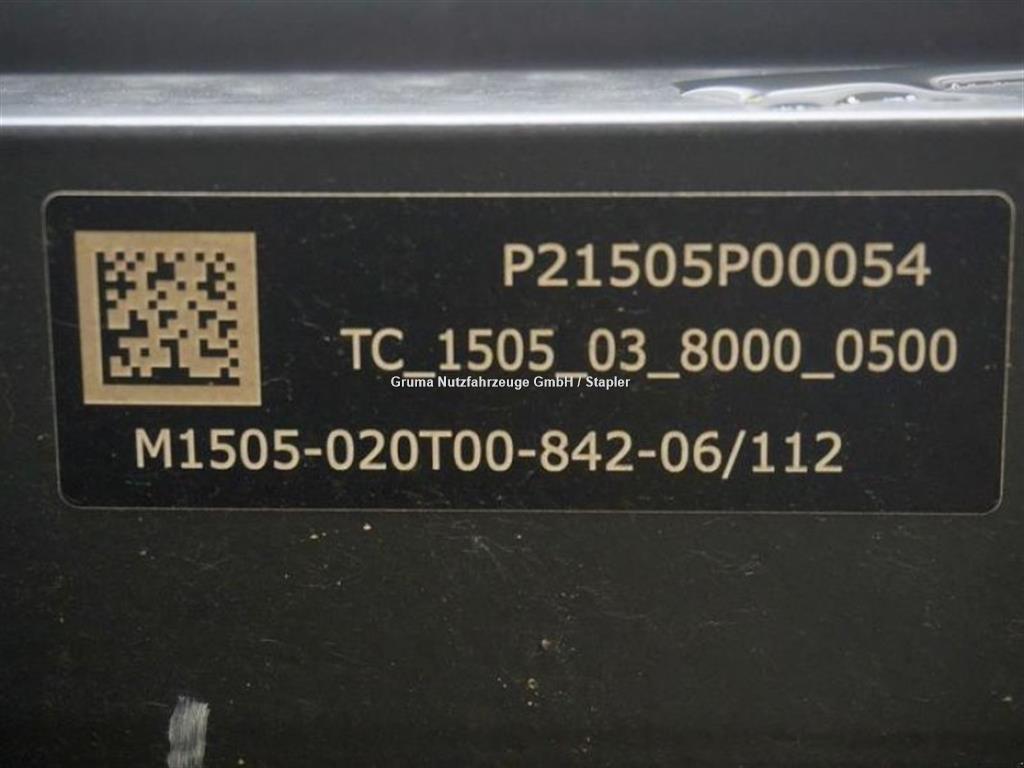 P21505P00054
TC_1505_03_8000_0500
Gruma Nutzfahrzeuge GmbH / Stapler
M1505-020T00-842-06/112